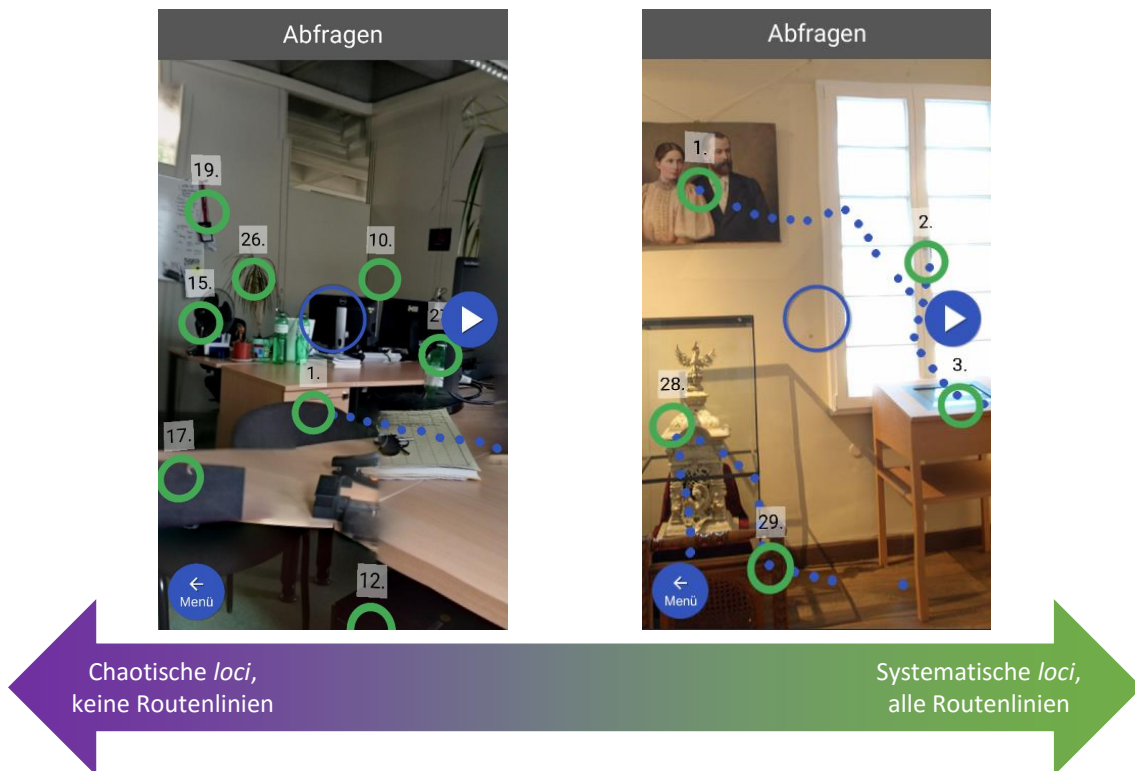 Abfragen
19.
26.
10.
15.
27
1.
17.
12.
Menü
Abfragen
1.
2.
3.
28.
29.
Menü
Chaotische loci,
keine Routenlinien
Systematische loci,
alle Routenlinien